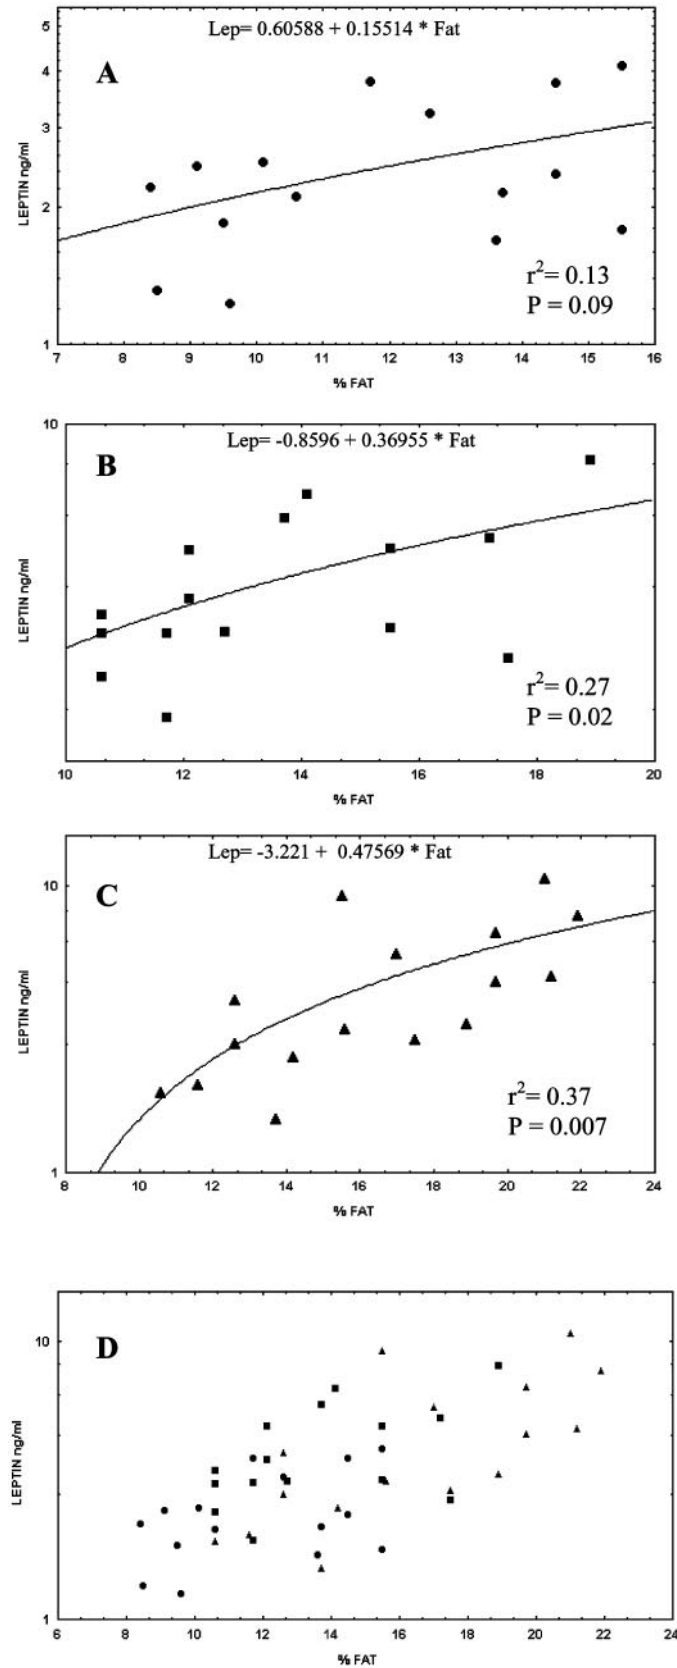 Lep= 0.60588 + 0.15514 * Fat
A
5
4
3
2
1
LEPTIN ng/ml
r²= 0.13
P = 0.09
7 8 9 10 11 12 13 14 15 16
% FAT
10
Lep= -0.8596 + 0.36955 * Fat
B
LEPTIN ng/ml
r²= 0.27
P = 0.02
10 12 14 16 18 20
% FAT
Lep= -3.221 + 0.47569 * Fat
C
10
LEPTIN ng/ml
r²= 0.37
P = 0.007
1
8 10 12 14 16 18 20 22 24
% FAT
D
10
LEPTIN ng/ml
1
6 8 10 12 14 16 18 20 22 24
% FAT